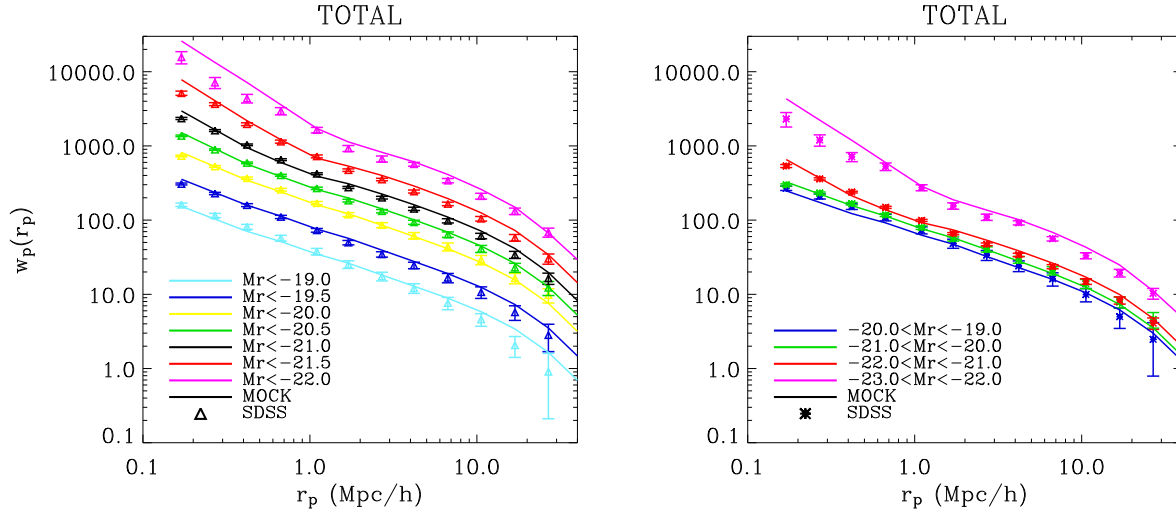 TOTAL
10000.0
1000.0
100.0
10.0
1.0
0.1
w_p(r_p)
Mr<-19.0
Mr<-19.5
Mr<-20.0
Mr<-20.5
Mr<-21.0
Mr<-21.5
Mr<-22.0
MOCK
SDSS
0.1 1.0 10.0
r_p (Mpc/h)
TOTAL
10000.0
1000.0
100.0
10.0
1.0
0.1
-20.0<Mr<-19.0
-21.0<Mr<-20.0
-22.0<Mr<-21.0
-23.0<Mr<-22.0
MOCK
SDSS
0.1 1.0 10.0
r_p (Mpc/h)